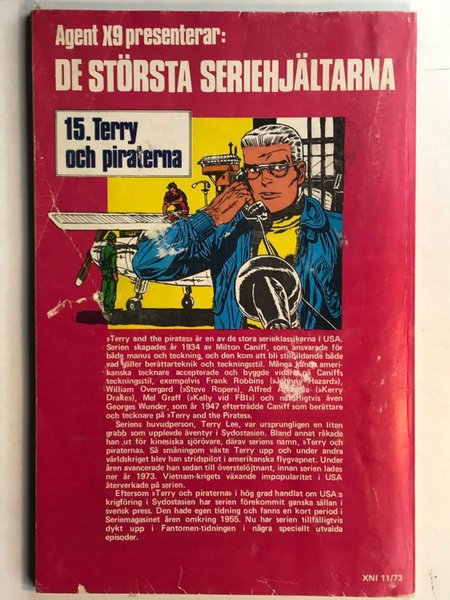 Agent X9 presenterar:
DE STÖRSTA SERIEHJÄLTARNA
15. Terry
och piraterna
»Terry and the pirates» är en av de stora serieklassikerna i USA.
Serien skapades år 1934 av Milton Caniff, som ansvarade för
både manus och teckning, och den kom att bli stilbildande både
vad gäller berättarteknik och teckningsstil. Många kända ameri-
kanska tecknare accepterade och byggde vidare på Caniffs
teckningsstil, exempelvis Frank Robbins (»Johnny Hazard»),
William Overgard (»Steve Roper»), Alfred Andriola (»Kerry
Drake»), Mel Graff (»Kelly vid FBI») och naturligtvis även
Georges Wunder, som år 1947 efterträdde Caniff som berättare
och tecknare på »Terry and the Pirates».
Seriens huvudperson, Terry Lee, var ursprungligen en liten
grabb som upplevde äventyr i Sydostasien. Bland annat råkade
han ut för kinesiska sjörövare, därav seriens namn, »Terry och
piraterna». Så småningom växte Terry upp och under andra
världskriget blev han stridspilot i amerikanska flygvapnet. Under
åren avancerade han sedan till överstelöjtnant, innan serien lades
ner år 1973. Vietnam-krigets växande impopularitet i USA
återverkade på serien.
Eftersom »Terry och piraterna» i hög grad handlat om USA:s
krigföring i Sydostasien har serien förekommit ganska sällan i
svensk press. Den hade egen tidning och fanns en kort period i
Seriemagasinet åren omkring 1955. Nu har serien tillfälligtvis
dykt upp i Fantomen-tidningen i några speciellt utvalda
episoder.
XNI 11/73